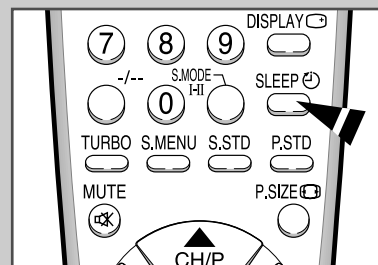 DISPLAY
7 8 9
-/-- S.MODE SLEEP
I-II
0
TURBO S.MENU S.STD P.STD
MUTE P.SIZE
CH/P